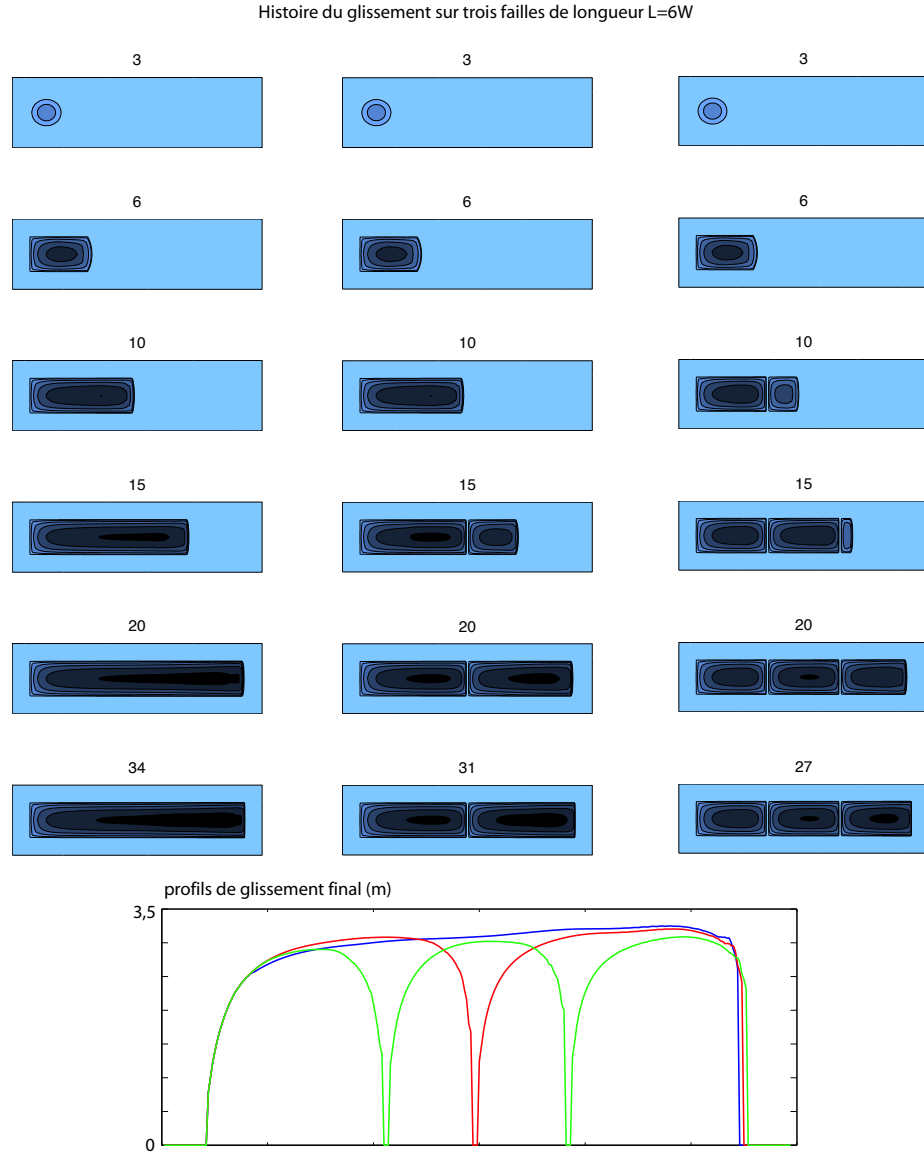 Histoire du glissement sur trois failles de longueur L=6W
3 3 3
6 6 6
10 10 10
15 15 15
20 20 20
34 31 27
profils de glissement final (m)
3,5
0